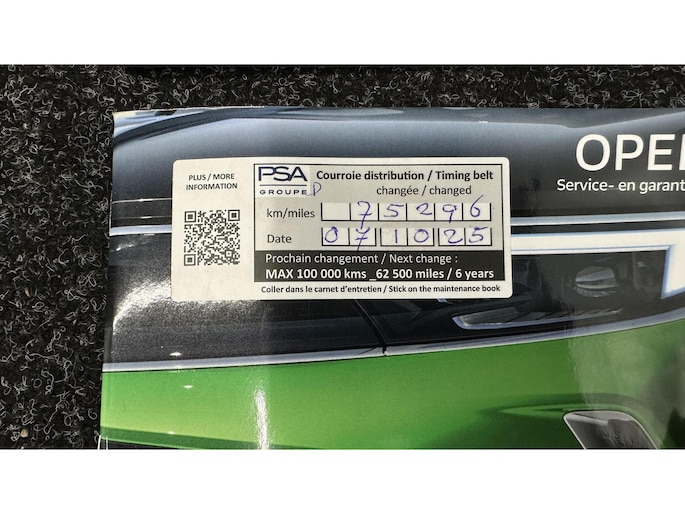 PLUS / MORE
INFORMATION
PSA
GROUPE
Courroie distribution / Timing belt
changée / changed
km/miles 75296
Date 071025
Prochain changement / Next change :
MAX 100 000 kms _62 500 miles / 6 years
Coller dans le carnet d'entretien / Stick on the maintenance book
OPE
Service- en garant